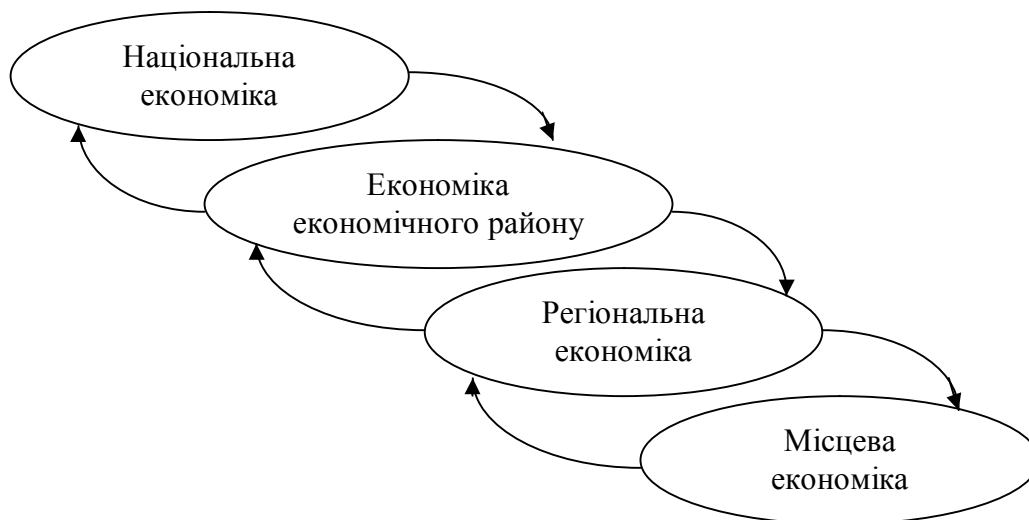 Національна
економіка
Економіка
економічного району
Регіональна
економіка
Місцева
економіка